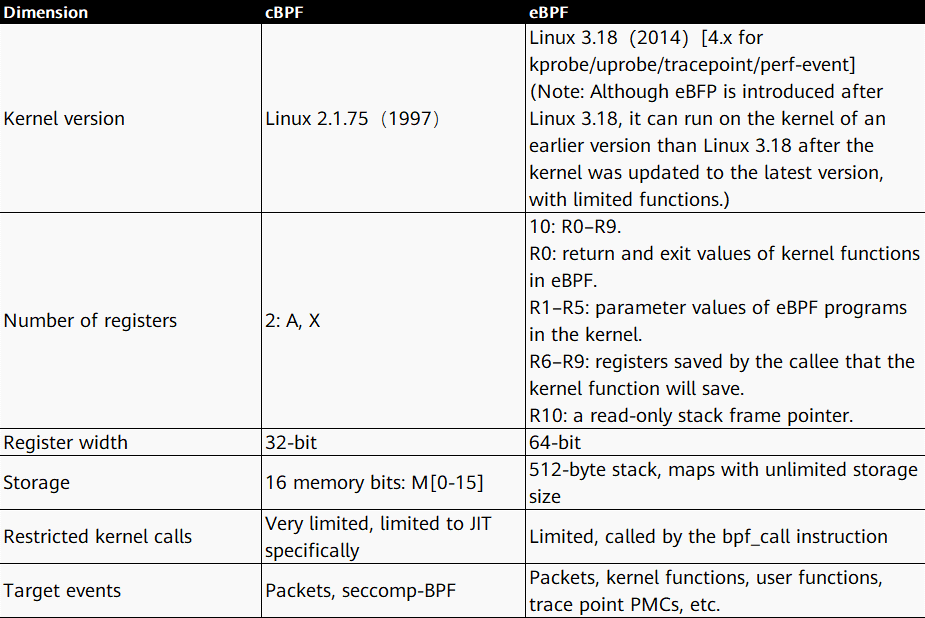 Dimension cBPF eBPF
Kernel version
Linux 2.1.75（1997）
Linux 3.18（2014）[4.x for
kprobe/uprobe/tracepoint/perf-event]
(Note: Although eBFP is introduced after
Linux 3.18, it can run on the kernel of an
earlier version than Linux 3.18 after the
kernel was updated to the latest version,
with limited functions.)
Number of registers
2: A, X
10: R0–R9.
R0: return and exit values of kernel functions
in eBPF.
R1–R5: parameter values of eBPF programs
in the kernel.
R6–R9: registers saved by the callee that the
kernel function will save.
R10: a read-only stack frame pointer.
Register width
32-bit
64-bit
Storage
16 memory bits: M[0-15]
512-byte stack, maps with unlimited storage
size
Restricted kernel calls
Very limited, limited to JIT
specifically
Limited, called by the bpf_call instruction
Target events
Packets, seccomp-BPF
Packets, kernel functions, user functions,
trace point PMCs, etc.